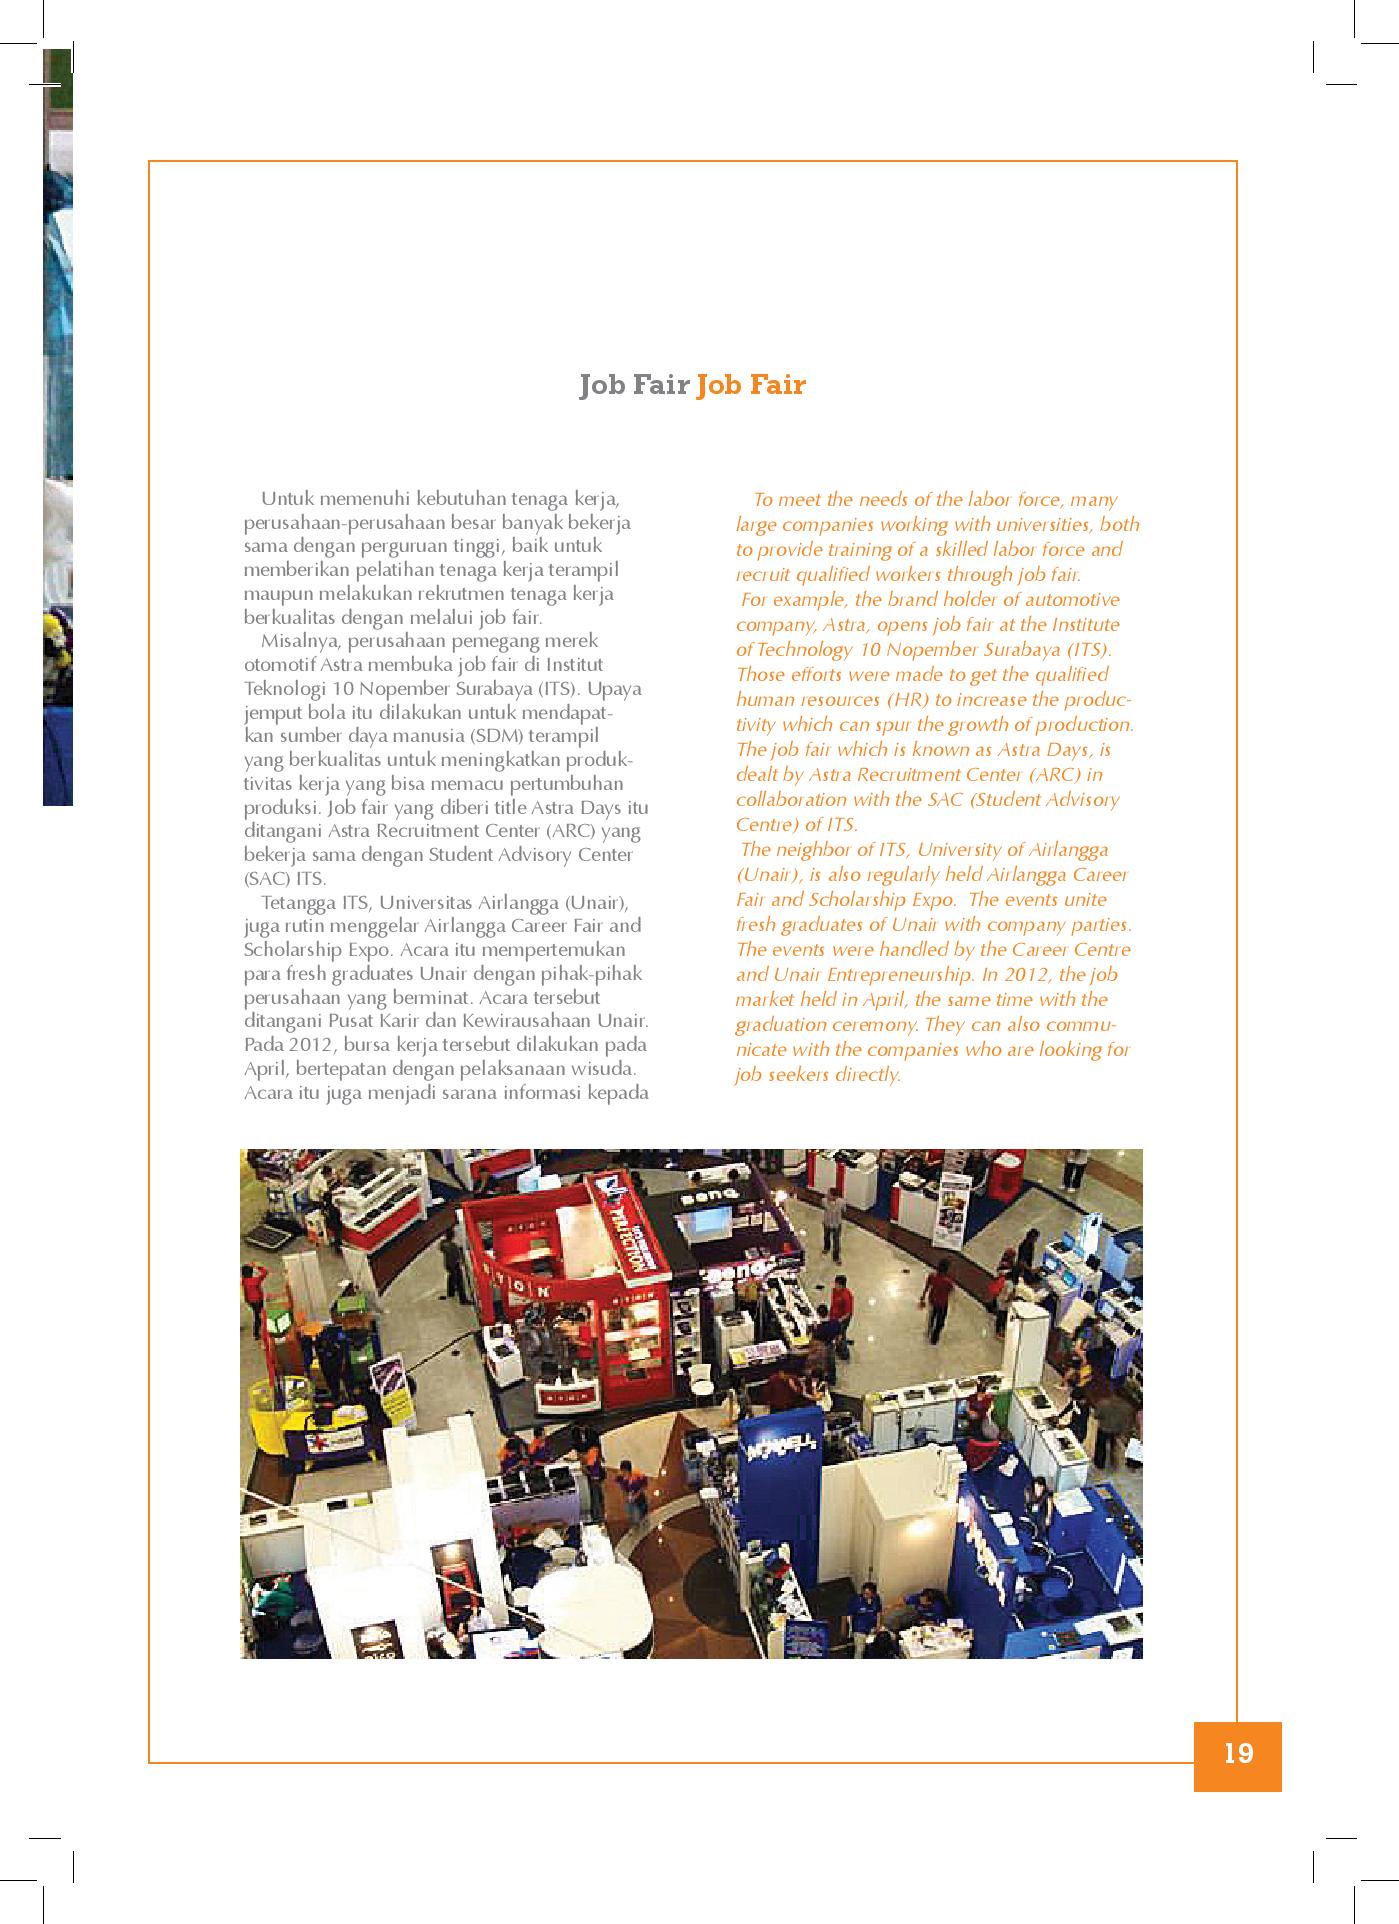 Job Fair Job Fair
Untuk memenuhi kebutuhan tenaga kerja,
perusahaan-perusahaan besar banyak bekerja
sama dengan perguruan tinggi, baik untuk
memberikan pelatihan tenaga kerja terampil
maupun melakukan rekrutmen tenaga kerja
berkualitas dengan melalui job fair.
Misalnya, perusahaan pemegang merek
otomotif Astra membuka job fair di Institut
Teknologi 10 Nopember Surabaya (ITS). Upaya
jemput bola itu dilakukan untuk mendapat-
kan sumber daya manusia (SDM) terampil
yang berkualitas untuk meningkatkan produk-
tivitas kerja yang bisa memacu pertumbuhan
produksi. Job fair yang diberi title Astra Days itu
ditangani Astra Recruitment Center (ARC) yang
bekerja sama dengan Student Advisory Center
(SAC) ITS.
Tetangga ITS, Universitas Airlangga (Unair),
juga rutin menggelar Airlangga Career Fair and
Scholarship Expo. Acara itu mempertemukan
para fresh graduates Unair dengan pihak-pihak
perusahaan yang berminat. Acara tersebut
ditangani Pusat Karir dan Kewirausahaan Unair.
Pada 2012, bursa kerja tersebut dilakukan pada
April, bertepatan dengan pelaksanaan wisuda.
Acara itu juga menjadi sarana informasi kepada
To meet the needs of the labor force, many
large companies working with universities, both
to provide training of a skilled labor force and
recruit qualified workers through job fair.
For example, the brand holder of automotive
company, Astra, opens job fair at the Institute
of Technology 10 Nopember Surabaya (ITS).
Those efforts were made to get the qualified
human resources (HR) to increase the produc-
tivity which can spur the growth of production.
The job fair which is known as Astra Days, is
dealt by Astra Recruitment Center (ARC) in
collaboration with the SAC (Student Advisory
Centre) of ITS.
The neighbor of ITS, University of Airlangga
(Unair), is also regularly held Airlangga Career
Fair and Scholarship Expo. The events unite
fresh graduates of Unair with company parties.
The events were handled by the Career Centre
and Unair Entrepreneurship. In 2012, the job
market held in April, the same time with the
graduation ceremony. They can also commu-
nicate with the companies who are looking for
job seekers directly.
benq
PERFECTION
benq
19